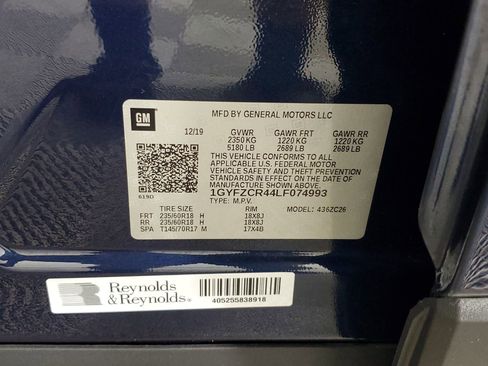 GM
MFD BY GENERAL MOTORS LLC
12/19 GVWR GAWR FRT GAWR RR
2350 KG 1220 KG 1220 KG
5180 LB 2689 LB 2689 LB
THIS VEHICLE CONFORMS TO ALL
APPLICABLE U.S. FEDERAL MOTOR
VEHICLE SAFETY AND THEFT PREVENTION
STANDARDS IN EFFECT ON THE DATE
OF MANUFACTURE SHOWN ABOVE.
619D
1GYFZCR44LF074993
TYPE: M.P.V.
TIRE SIZE RIM MODEL: 436ZC26
FRT 235/60R18 H 18X8J
RR 235/60R18 H 18X8J
SPA T145/70R17 M 17X4B
Reynolds
& Reynolds®
405255838918